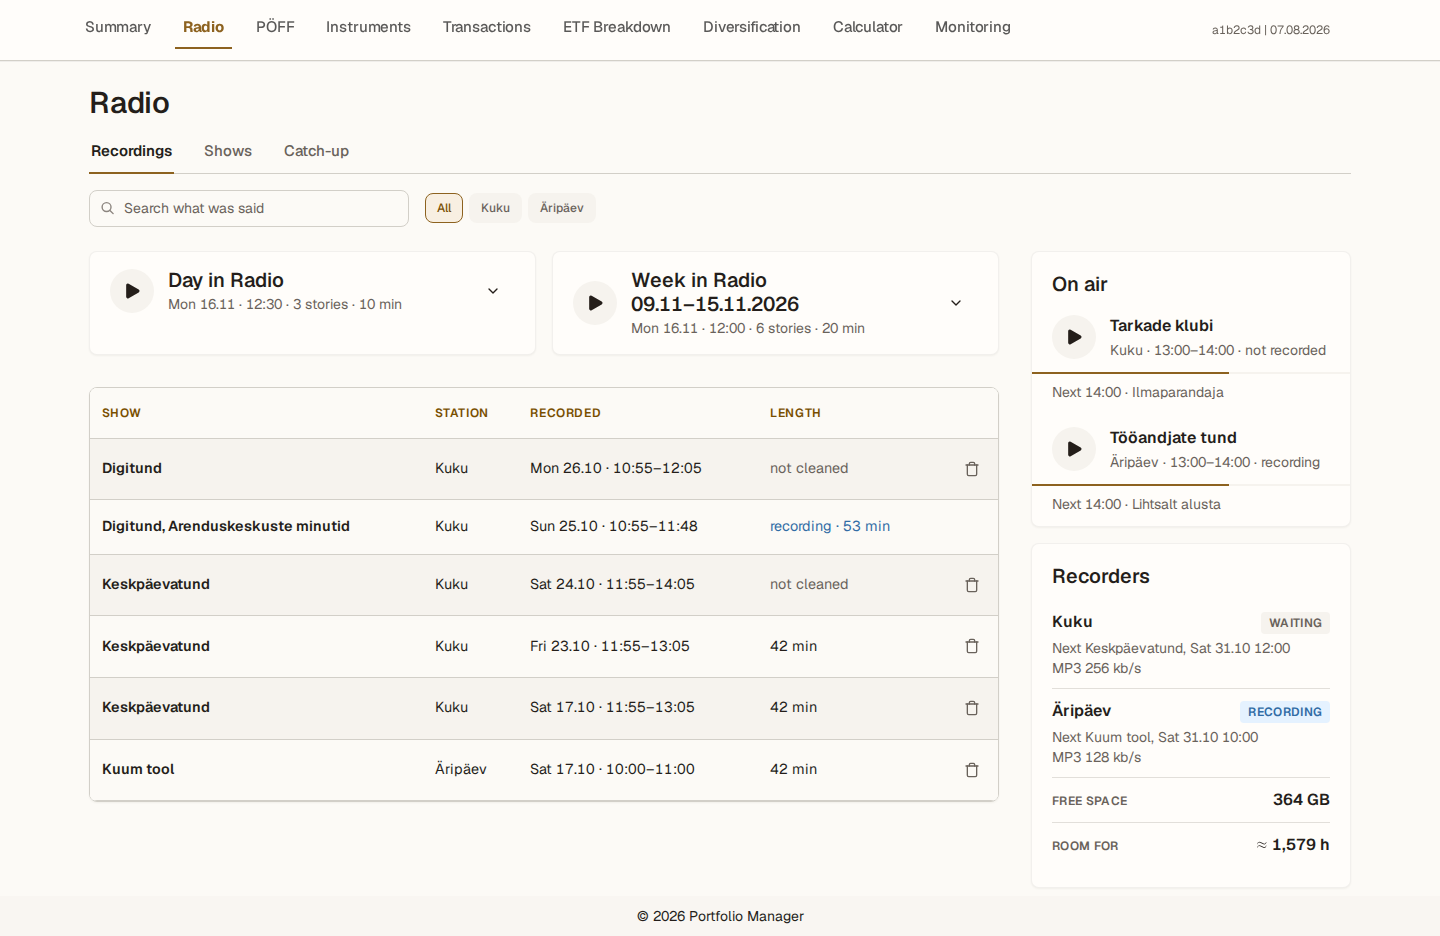 Summary Radio PÖFF Instruments Transactions ETF Breakdown Diversification Calculator Monitoring a1b2c3d | 07.08.2026
Radio
Recordings Shows Catch-up
Search what was said All Kuku Äripäev
Day in Radio
Mon 16.11 · 12:30 · 3 stories · 10 min
Week in Radio
09.11–15.11.2026
Mon 16.11 · 12:00 · 6 stories · 20 min
SHOW STATION RECORDED LENGTH
Digitund Kuku Mon 26.10 · 10:55–12:05 not cleaned
Digitund, Arenduskeskuste minutid Kuku Sun 25.10 · 10:55–11:48 recording · 53 min
Keskpäevatund Kuku Sat 24.10 · 11:55–14:05 not cleaned
Keskpäevatund Kuku Fri 23.10 · 11:55–13:05 42 min
Keskpäevatund Kuku Sat 17.10 · 11:55–13:05 42 min
Kuum tool Äripäev Sat 17.10 · 10:00–11:00 42 min
On air
Tarkade klubi
Kuku · 13:00–14:00 · not recorded
Next 14:00 · Ilmaparandaja
Tööandjate tund
Äripäev · 13:00–14:00 · recording
Next 14:00 · Lihtsalt alusta
Recorders
Kuku WAITING
Next Keskpäevatund, Sat 31.10 12:00
MP3 256 kb/s
Äripäev RECORDING
Next Kuum tool, Sat 31.10 10:00
MP3 128 kb/s
FREE SPACE 364 GB
ROOM FOR ≈ 1,579 h
© 2026 Portfolio Manager